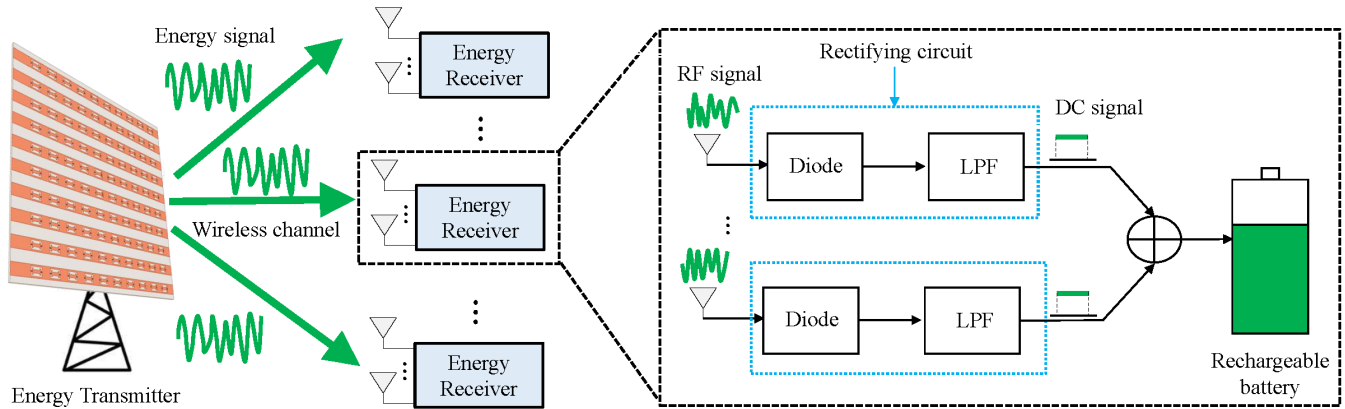 Energy signal
Wireless channel
Energy Transmitter
Energy
Receiver
Energy
Receiver
Energy
Receiver
Rectifying circuit
RF signal
DC signal
Diode
LPF
Diode
LPF
Rechargeable
battery